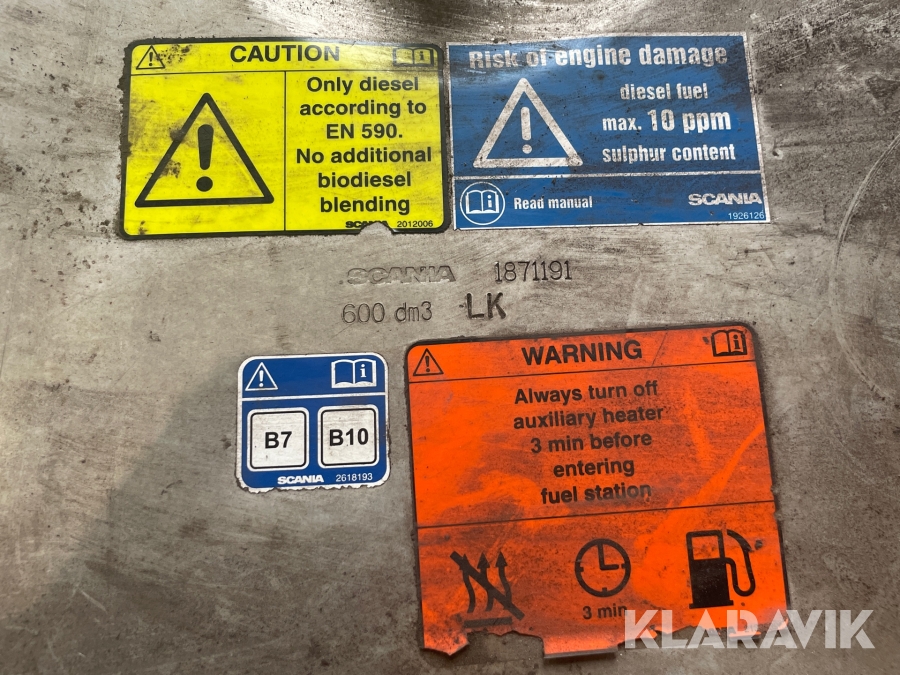 CAUTION
Only diesel
according to
EN 590.
No additional
biodiesel
blending
SCANIA 2012006
Risk of engine damage
diesel fuel
max. 10 ppm
sulphur content
Read manual
SCANIA
1926126
SCANIA 1871191
600 dm3 LK
B7 B10
SCANIA 2618193
WARNING
Always turn off
auxiliary heater
3 min before
entering
fuel station
3 min
KLARAVIK